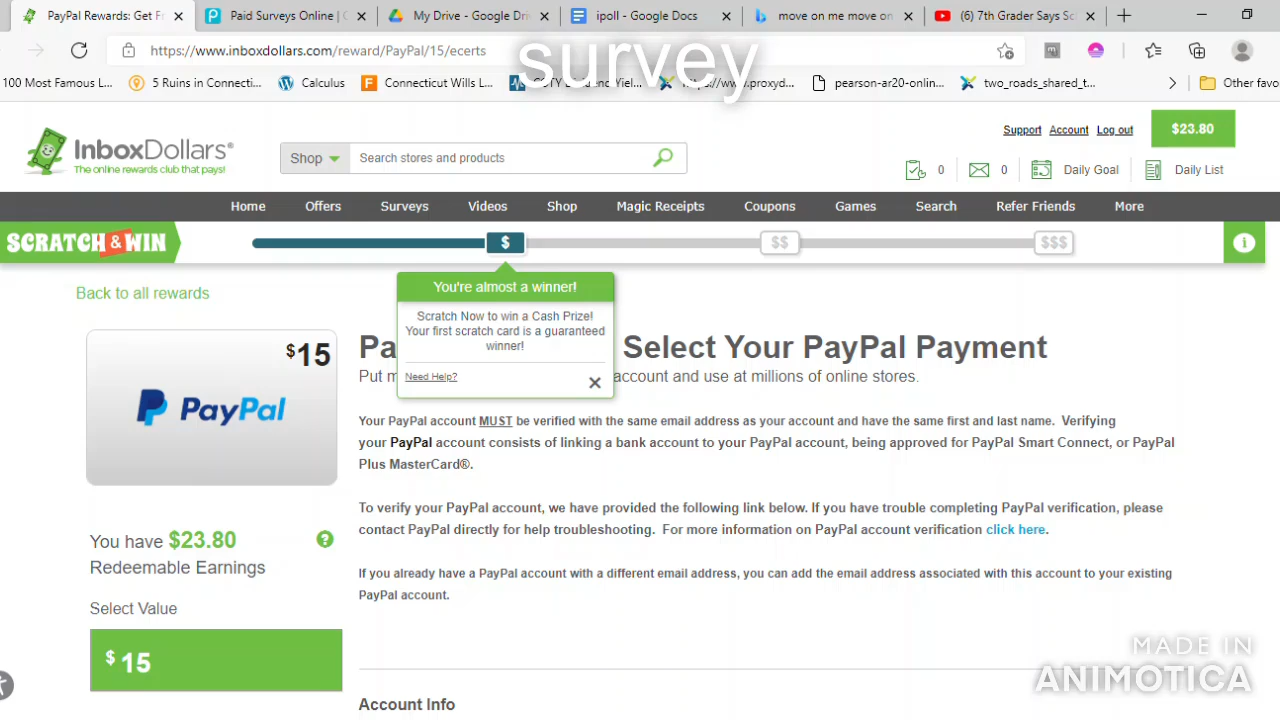 PayPal Rewards: Get Fr
Paid Surveys Online | C
My Drive - Google Dri
ipoll - Google Docs
move on me move on
(6) 7th Grader Says Sc
https://www.inboxdollars.com/reward/PayPal/15/ecerts
survey
100 Most Famous L...
5 Ruins in Connecti...
Calculus
Connecticut Wills L...
pearson-ar20-onlin...
two_roads_shared_t...
Other favo
Support Account Log out
$23.80
InboxDollars®
The online rewards club that pays!
Shop
Search stores and products
0
0
Daily Goal
Daily List
Home Offers Surveys Videos Shop Magic Receipts Coupons Games Search Refer Friends More
SCRATCH & WIN
$
$$
$$$
You're almost a winner!
Scratch Now to win a Cash Prize!
Your first scratch card is a guaranteed
winner!
Need Help?
Back to all rewards
$15
PayPal
Pa Select Your PayPal Payment
Put m account and use at millions of online stores.
Your PayPal account MUST be verified with the same email address as your account and have the same first and last name. Verifying
your PayPal account consists of linking a bank account to your PayPal account, being approved for PayPal Smart Connect, or PayPal
Plus MasterCard®.
To verify your PayPal account, we have provided the following link below. If you have trouble completing PayPal verification, please
contact PayPal directly for help troubleshooting. For more information on PayPal account verification click here.
If you already have a PayPal account with a different email address, you can add the email address associated with this account to your existing
PayPal account.
You have $23.80
Redeemable Earnings
Select Value
$ 15
Account Info
MADE IN
ANIMOTICA